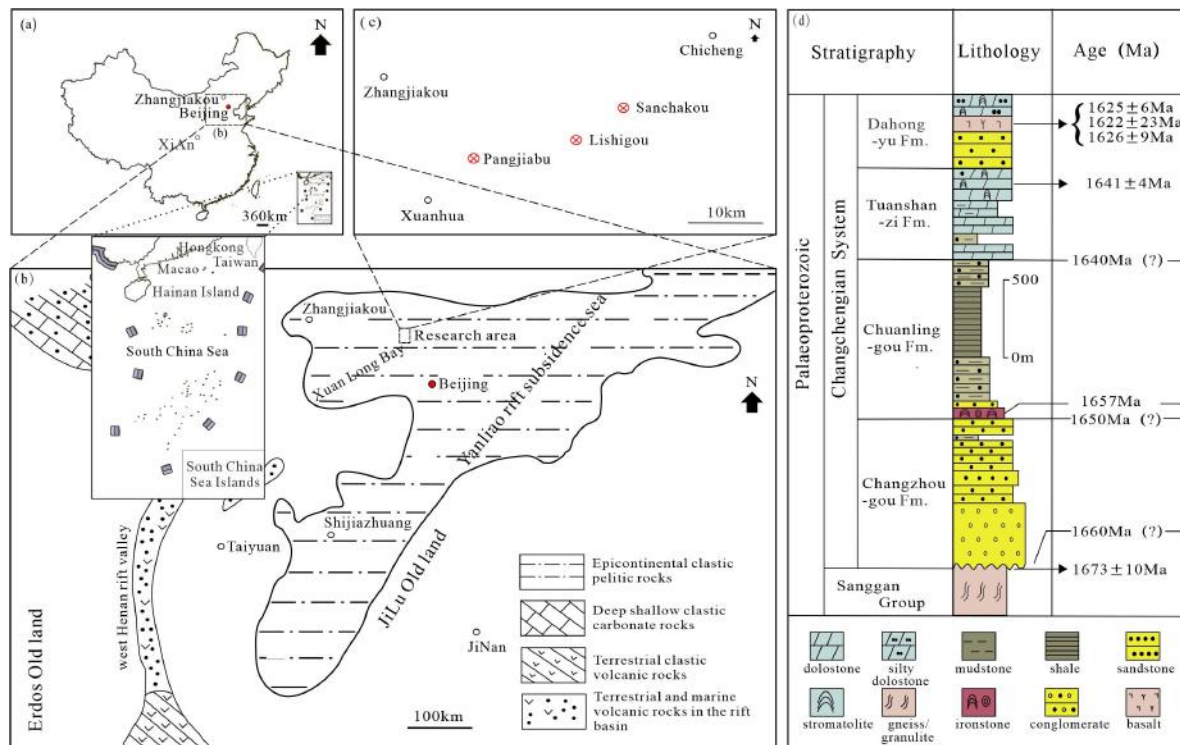 (a)
N
Zhangjiakou
Beijing
(b)
XiAn
360km
(c)
N
Chicheng
Zhangjiakou
Sanchakou
Lishigou
Pangjiabu
Xuanhua
10km
(b)
Hongkong
Macao
Taiwan
Hainan Island
South China Sea
South China
Sea Islands
Zhangjiakou
Research area
Xuan Long Bay
Beijing
Yanliao rift subsidence sea
N
Shijiazhuang
Taiyuan
JiLu Old land
JiNan
west Henan rift valley
Erdos Old land
100km
Epicontinental clastic
pelitic rocks
Deep shallow clastic
carbonate rocks
Terrestrial clastic
volcanic rocks
Terrestrial and marine
volcanic rocks in the rift
basin
(d)
Stratigraphy
Lithology
Age (Ma)
Palaeoproterozoic
Changchengian System
Dahong
-yu Fm.
1625±6Ma
1622±23Ma
1626±9Ma
Tuanshan
-zi Fm.
1641±4Ma
1640Ma (?)
Chuanling
-gou Fm.
500
0m
1657Ma
1650Ma (?)
Changzhou
-gou Fm.
1660Ma (?)
1673±10Ma
Sanggan
Group
dolostone
silty
dolostone
mudstone
shale
sandstone
stromatolite
gneiss/
granulite
ironstone
conglomerate
basalt